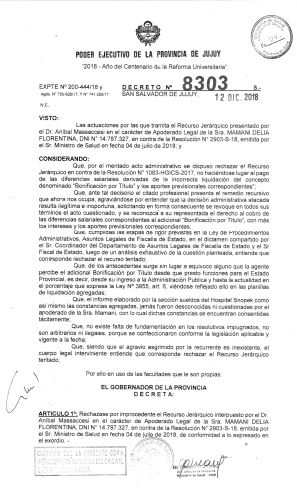 PODER EJECUTIVO DE LA PROVINCIA DE JUJUY
"2018 - Año del Centenario de la Reforma Universitaria"
EXPTE Nº 200-444/18 y
DECRETO Nº 8303 -S.
SAN SALVADOR DE JUJUY, 12 DIC. 2018
N.E.
VISTO:
Las actuaciones por las que tramita el Recurso Jerárquico presentado por el Dr. Aníbal Massaccesi en el carácter de Apoderado Legal de la Sra. MAMANI DELIA FLORENTINA, DNI Nº 14.787.327, en contra de la Resolución Nº 2903-S-18, emitida por el Sr. Ministro de Salud en fecha 04 de julio de 2018; y
CONSIDERANDO:
Que, por el mentado acto administrativo se dispuso rechazar el Recurso Jerárquico en contra de la Resolución Nº 1083-HGICS-2017, no haciéndose lugar al pago de las diferencias salariales derivadas de la incorrecta liquidación del concepto denominado "Bonificación por Título" y los aportes previsionales correspondientes;
Que, ante tal decisorio el citado profesional presenta el remedio recursivo que ahora nos ocupa, agraviándose por entender que la decisión administrativa atacada resulta ilegítima e inoportuna, solicitando en forma consecuente se revoque en todos sus términos el acto cuestionado, y se reconozca a su representada el derecho al cobro de las diferencias salariales correspondientes al adicional "Bonificación por Título", con más los intereses y los aportes previsionales correspondientes;
Que, cumplidas las etapas de rigor previstas en la Ley de Procedimientos Administrativos, Asuntos Legales de Fiscalía de Estado, en el dictamen compartido por el Sr. Coordinador del Departamento de Asuntos Legales de Fiscalía de Estado y el Sr. Fiscal de Estado, luego de un análisis exhaustivo de la cuestión planteada, entiende que corresponde rechazar el recurso tentado;
Que, de los antecedentes surge sin lugar a equívoco alguno que la agente percibe el adicional Bonificación por Título desde que presto funciones para el Estado Provincial, es decir, desde su ingreso a la Administración Pública y hasta la actualidad en el porcentaje que expresa la Ley Nº 3955, art. 6, viéndose reflejado ello en las planillas de liquidación agregadas;
Que, el informe elaborado por la sección sueldos del Hospital Snopek como así mismo las constancias agregadas, jamás fueron desconocidas ni cuestionadas por el apoderado de la Sra. Mamani, con lo cual dichas constancias se encuentran consentidas tácitamente;
Que, no existe falta de fundamentación en los resolutivos impugnados, no son arbitrarios ni ilegales, porque se confeccionaron conforme la legislación aplicable y vigente a la fecha;
Que, siendo que el agravio esgrimido por la recurrente es inexistente, el cuerpo legal interviniente entiende que corresponde rechazar el Recurso Jerárquico tentado;
Por ello en uso de las facultades que le son propias:
EL GOBERNADOR DE LA PROVINCIA
DECRETA:
ARTICULO 1º: Rechazase por improcedente el Recurso Jerárquico interpuesto por el Dr. Aníbal Massaccesi en el carácter de Apoderado Legal de la Sra. MAMANI DELIA FLORENTINA, DNI Nº 14.787.327, en contra de la Resolución Nº 2903-S-18, emitida por el Sr. Ministro de Salud en fecha 04 de julio de 2018, de conformidad a lo expresado en el exordio. -
CERTIFICO QUE LA PRESENTE COPIA